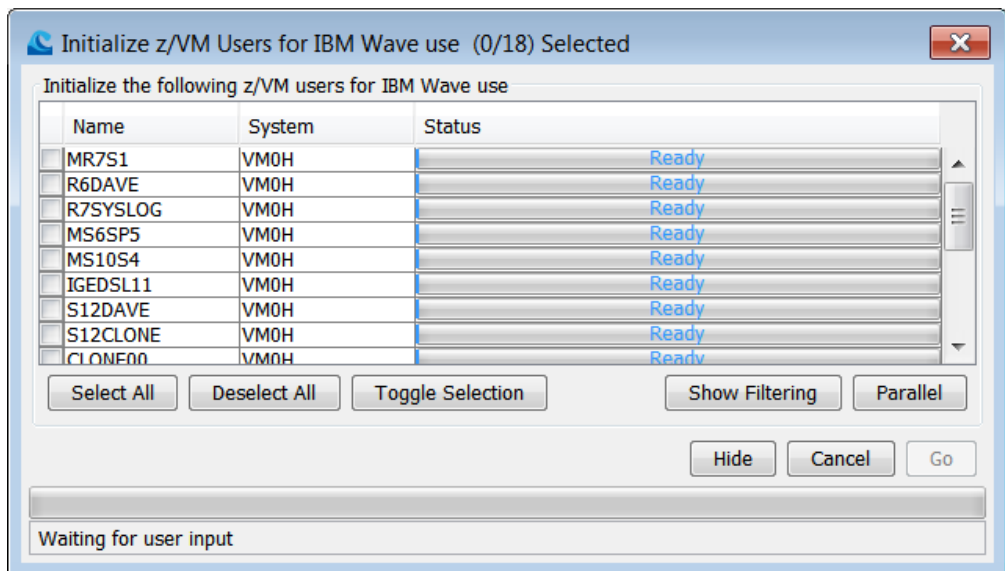 Initialize z/VM Users for IBM Wave use (0/18) Selected
Initialize the following z/VM users for IBM Wave use
Name System Status
MR7S1 VM0H Ready
R6DAVE VM0H Ready
R7SYSLOG VM0H Ready
MS6SP5 VM0H Ready
MS10S4 VM0H Ready
IGEDSL11 VM0H Ready
S12DAVE VM0H Ready
S12CLONE VM0H Ready
CLONE00 VM0H Ready
Select All Deselect All Toggle Selection Show Filtering Parallel
Hide Cancel Go
Waiting for user input